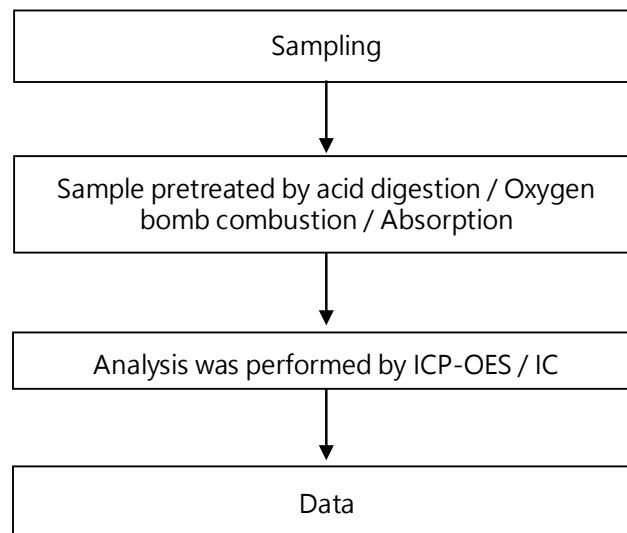 Sampling
Sample pretreated by acid digestion / Oxygen
bomb combustion / Absorption
Analysis was performed by ICP-OES / IC
Data